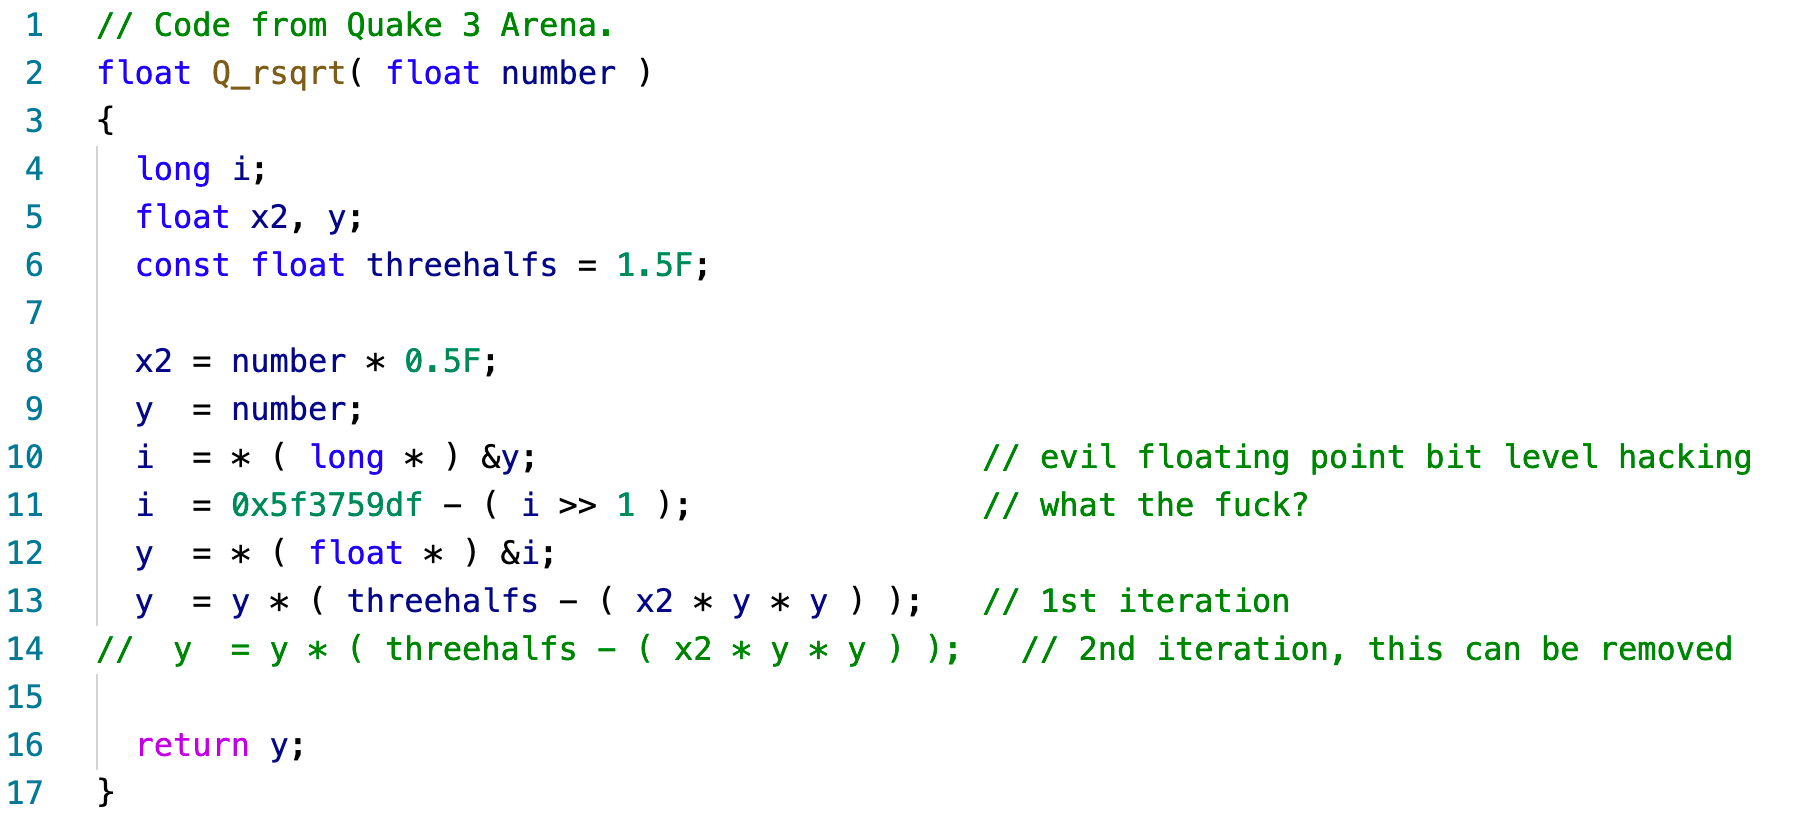 1 // Code from Quake 3 Arena.
2 float Q_rsqrt( float number )
3 {
4   long i;
5   float x2, y;
6   const float threehalfs = 1.5F;
7
8   x2 = number * 0.5F;
9   y  = number;
10   i  = * ( long * ) &y;                       // evil floating point bit level hacking
11   i  = 0x5f3759df - ( i >> 1 );               // what the fuck?
12   y  = * ( float * ) &i;
13   y  = y * ( threehalfs - ( x2 * y * y ) );   // 1st iteration
14 //  y  = y * ( threehalfs - ( x2 * y * y ) );   // 2nd iteration, this can be removed
15
16   return y;
17 }